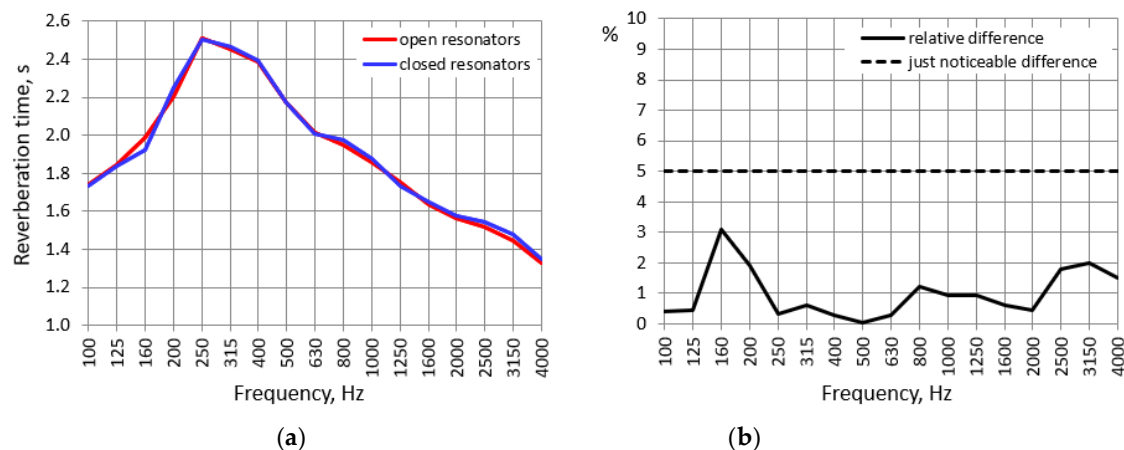 2.6
2.4
2.2
2.0
1.8
1.6
1.4
1.2
1.0
Reverberation time, s
open resonators
closed resonators
100 125 160 200 250 315 400 500 630 800 1000 1250 1600 2000 2500 3150 4000
Frequency, Hz
(a)
%
10
9
8
7
6
5
4
3
2
1
0
relative difference
just noticeable difference
100 125 160 200 250 315 400 500 630 800 1000 1250 1600 2000 2500 3150 4000
Frequency, Hz
(b)